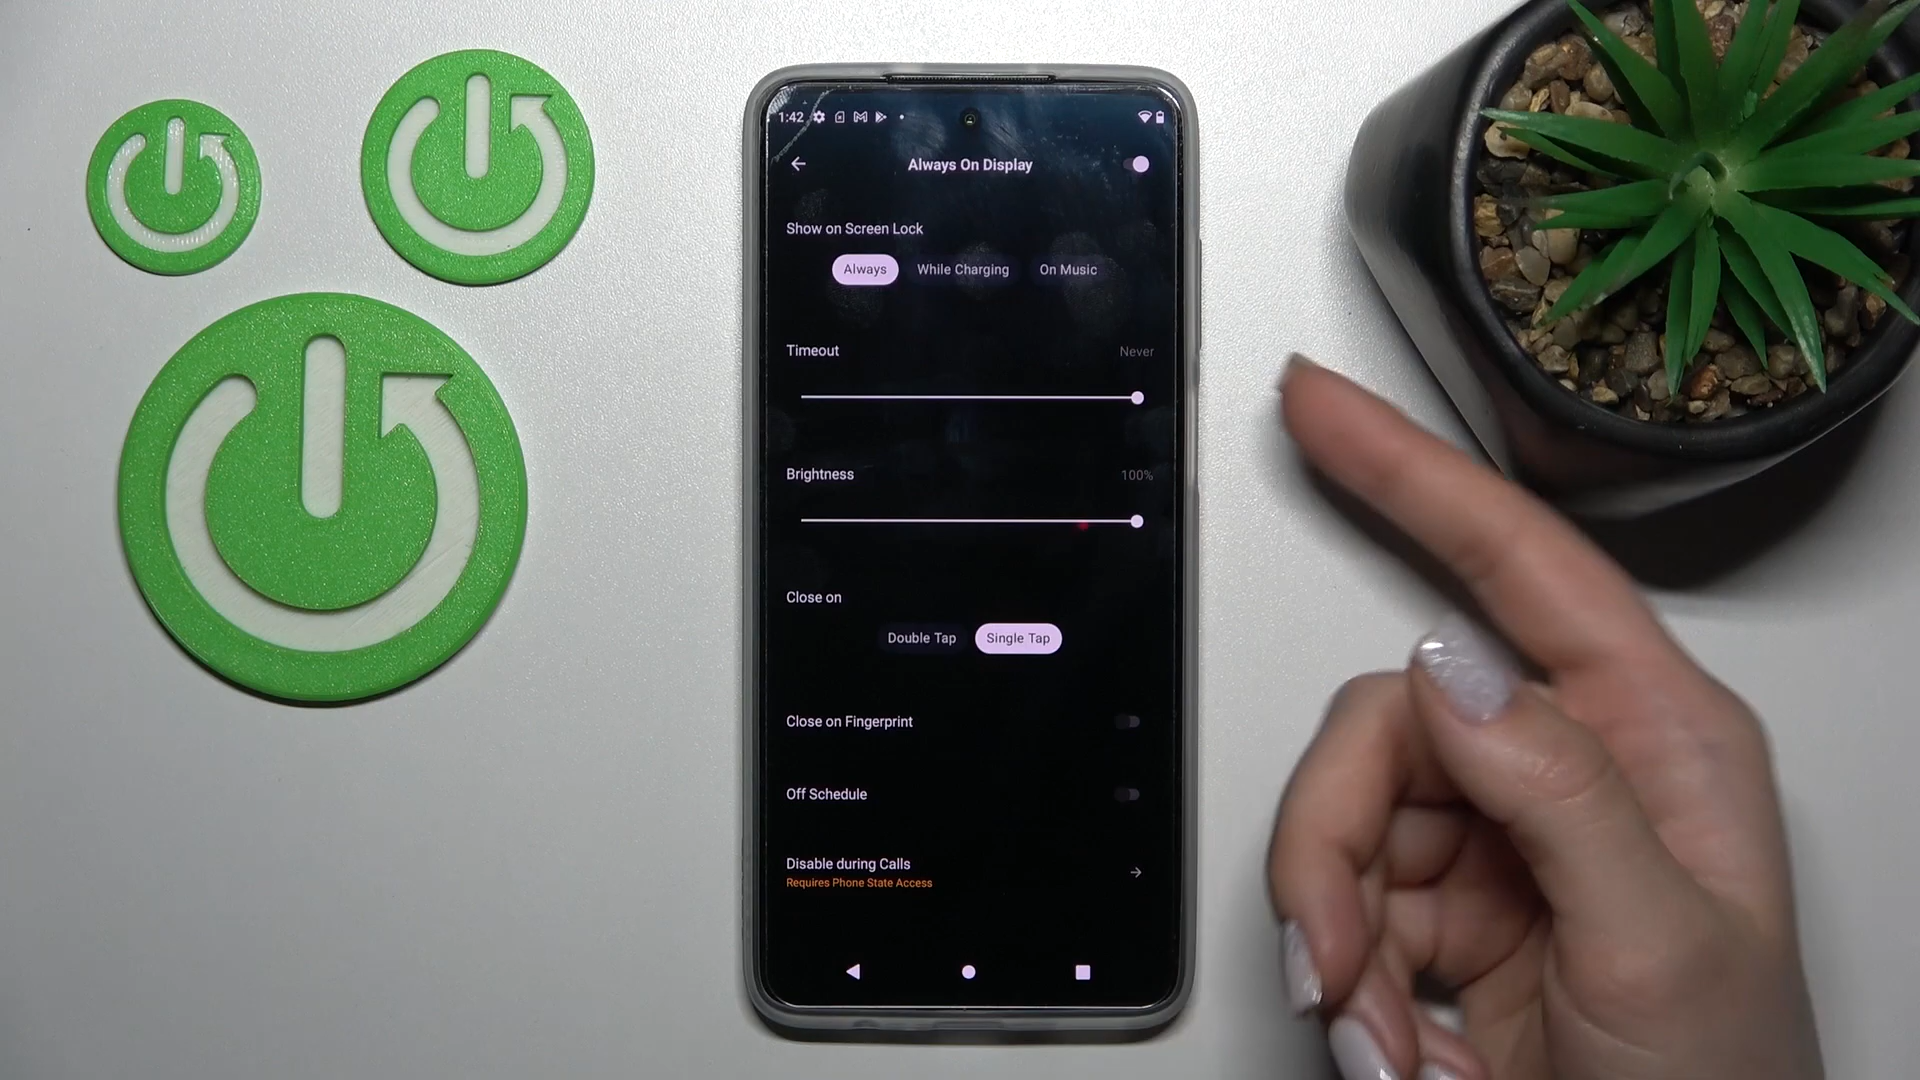 1:42
Always On Display
Show on Screen Lock
Always While Charging On Music
Timeout Never
Brightness 100%
Close on
Double Tap Single Tap
Close on Fingerprint
Off Schedule
Disable during Calls
Requires Phone State Access